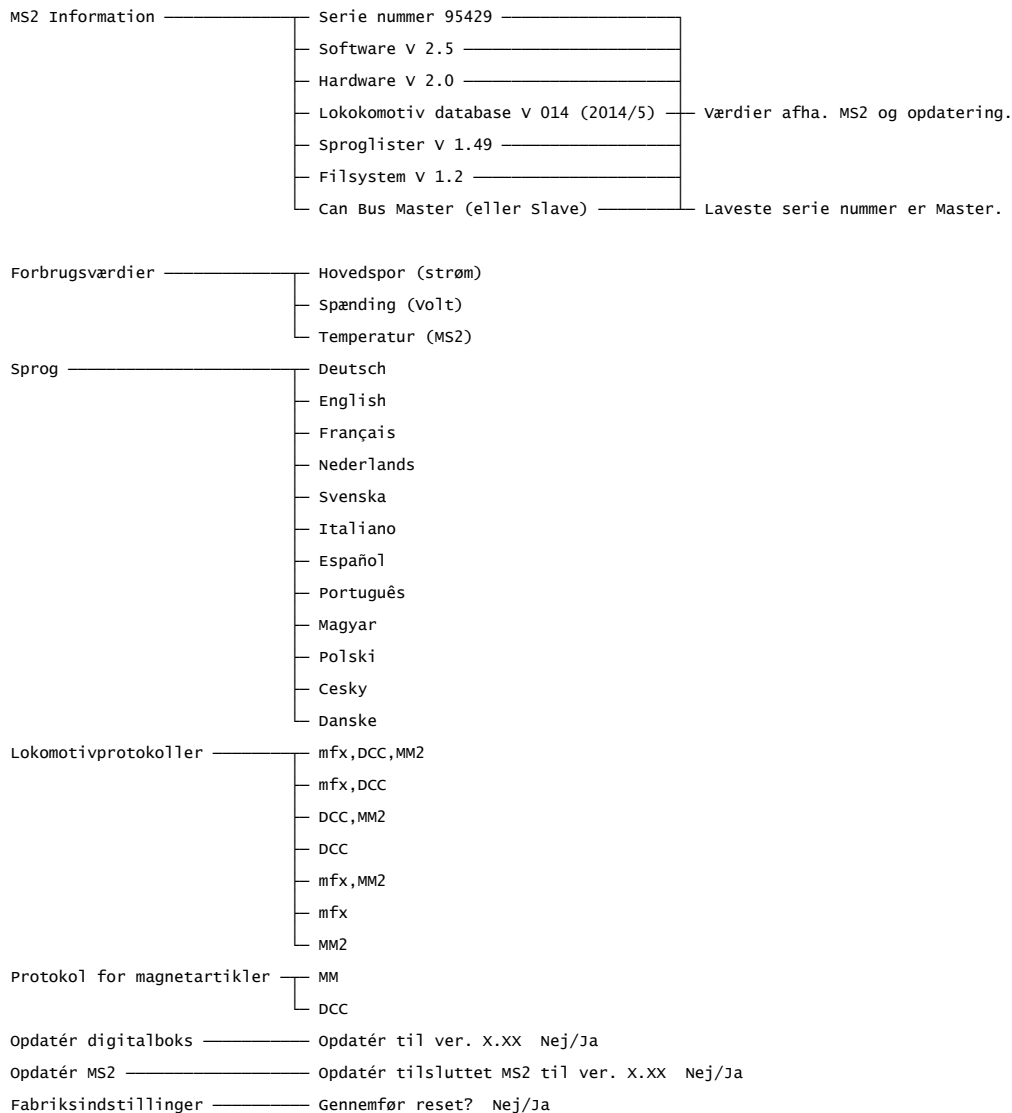 MS2 Information Serie nummer 95429
Software V 2.5
Hardware V 2.0
Lokokomotiv database V 014 (2014/5) Værdier afha. MS2 og opdatering.
Sproglister V 1.49
Filsystem V 1.2
Can Bus Master (eller Slave) Laveste serie nummer er Master.
Forbrugsværdier Hovedspor (strøm)
Spænding (Volt)
Temperatur (MS2)
Sprog Deutsch
English
Français
Nederlands
Svenska
Italiano
Español
Português
Magyar
Polski
Cesky
Danske
Lokomotivprotokoller mfx,DCC,MM2
mfx,DCC
DCC,MM2
DCC
mfx,MM2
mfx
MM2
Protokol for magnetartikler MM
DCC
Opdatér digitalboks Opdatér til ver. X.XX Nej/Ja
Opdatér MS2 Opdatér tilsluttet MS2 til ver. X.XX Nej/Ja
Fabriksindstillinger Gennemfør reset? Nej/Ja